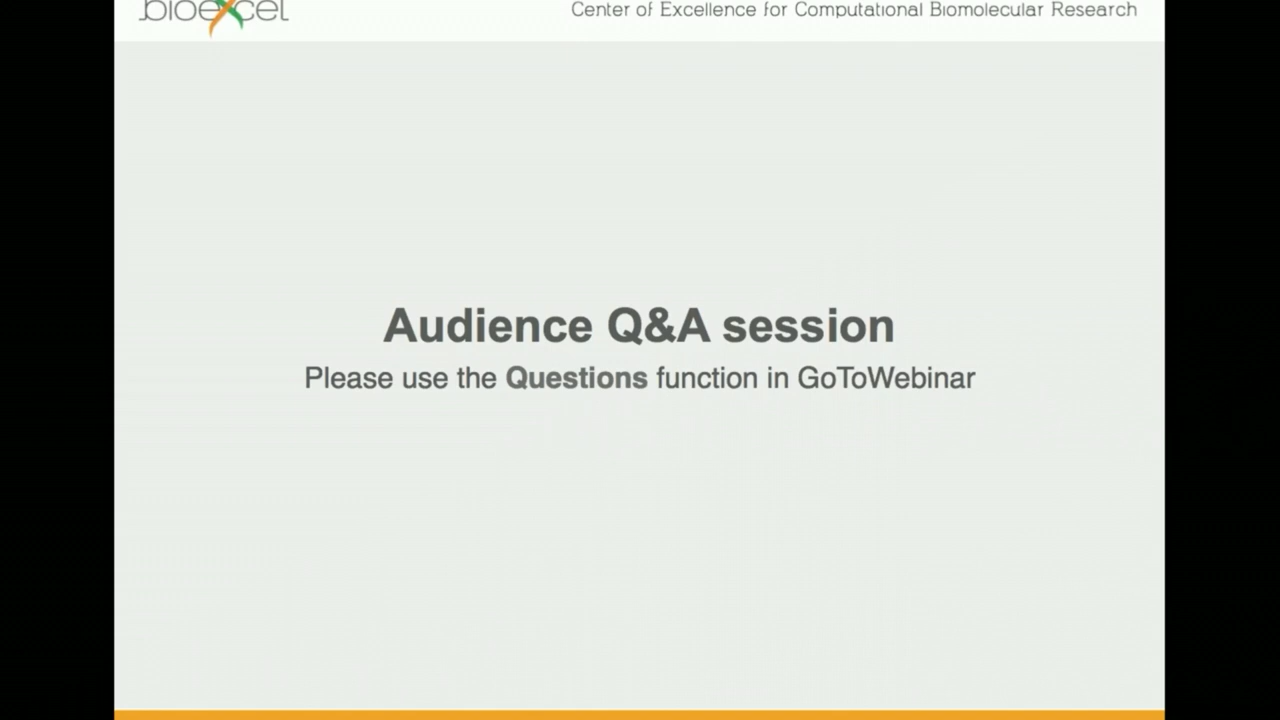 bioexcel
Center of Excellence for Computational Biomolecular Research
Audience Q&A session
Please use the Questions function in GoToWebinar